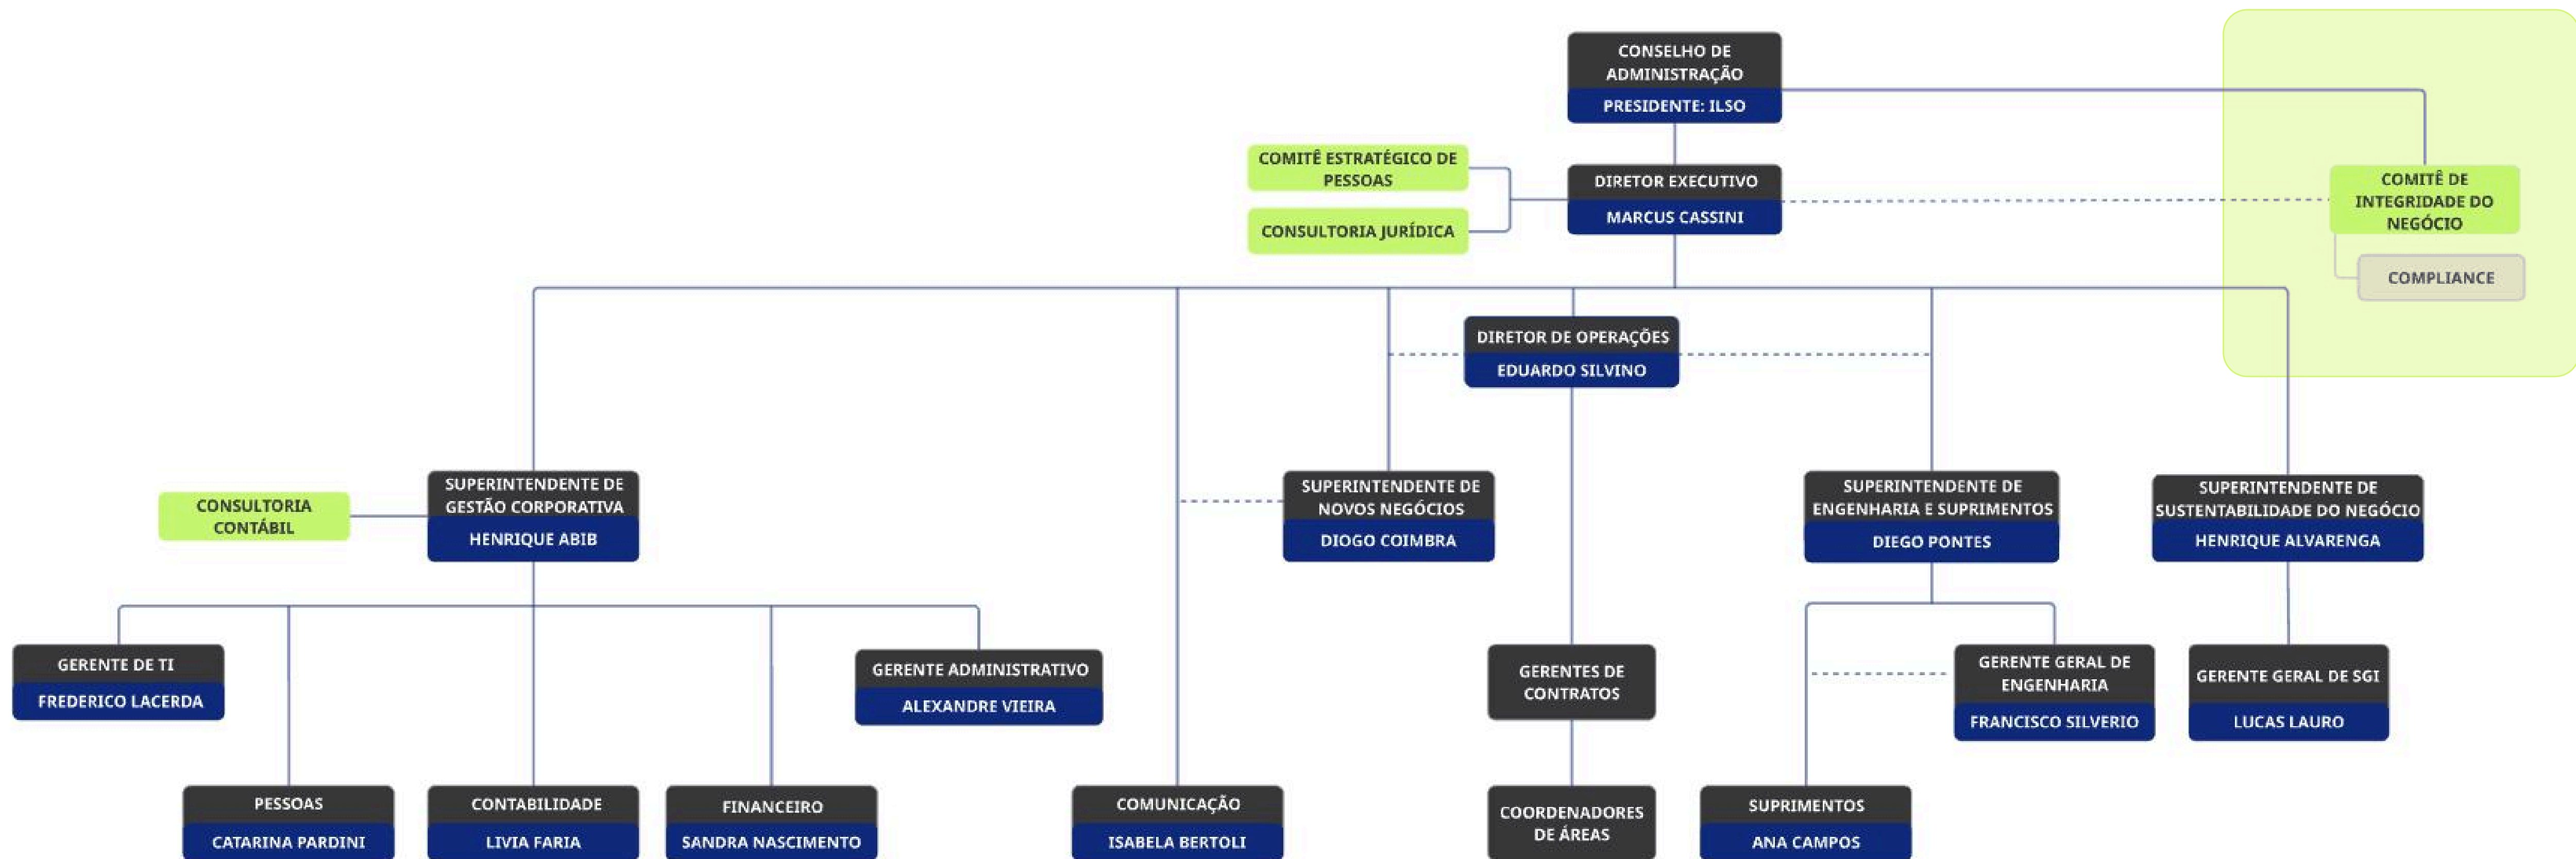 CONSELHO DE
ADMINISTRAÇÃO
PRESIDENTE: ILSO
COMITÊ ESTRATÉGICO DE
PESSOAS
CONSULTORIA JURÍDICA
DIRETOR EXECUTIVO
MARCUS CASSINI
COMITÊ DE
INTEGRIDADE DO
NEGÓCIO
COMPLIANCE
DIRETOR DE OPERAÇÕES
EDUARDO SILVINO
CONSULTORIA
CONTÁBIL
SUPERINTENDENTE DE
GESTÃO CORPORATIVA
HENRIQUE ABIB
SUPERINTENDENTE DE
NOVOS NEGÓCIOS
DIOGO COIMBRA
SUPERINTENDENTE DE
ENGENHARIA E SUPRIMENTOS
DIEGO PONTES
SUPERINTENDENTE DE
SUSTENTABILIDADE DO NEGÓCIO
HENRIQUE ALVARENGA
GERENTE DE TI
FREDERICO LACERDA
GERENTE ADMINISTRATIVO
ALEXANDRE VIEIRA
GERENTES DE
CONTRATOS
GERENTE GERAL DE
ENGENHARIA
FRANCISCO SILVERIO
GERENTE GERAL DE SGI
LUCAS LAURO
PESSOAS
CATARINA PARDINI
CONTABILIDADE
LIVIA FARIA
FINANCEIRO
SANDRA NASCIMENTO
COMUNICAÇÃO
ISABELA BERTOLI
COORDENADORES
DE ÁREAS
SUPRIMENTOS
ANA CAMPOS